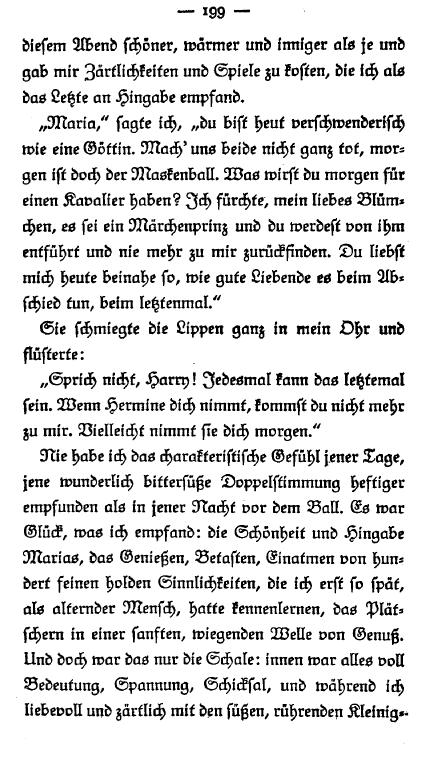 — 199 —
diesem Abend schöner, wärmer und inniger als je und
gab mir Zärtlichkeiten und Spiele zu kosten, die ich als
das Letzte an Hingabe empfand.
„Maria,“ sagte ich, „du bist heut verschwenderisch
wie eine Göttin. Mach' uns beide nicht ganz tot, mor-
gen ist doch der Maskenball. Was wirst du morgen für
einen Kavalier haben? Ich fürchte, mein liebes Blüm-
chen, es sei ein Märchenprinz und du werdest von ihm
entführt und nie mehr zu mir zurückfinden. Du liebst
mich heute beinahe so, wie gute Liebende es beim Ab-
schied tun, beim letztenmal.“
Sie schmiegte die Lippen ganz in mein Ohr und
flüsterte:
„Sprich nicht, Harry! Jedesmal kann das letztemal
sein. Wenn Hermine dich nimmt, kommst du nicht mehr
zu mir. Vielleicht nimmt sie dich morgen.“
Nie habe ich das charakteristische Gefühl jener Tage,
jene wunderlich bittersüße Doppelstimmung heftiger
empfunden als in jener Nacht vor dem Ball. Es war
Glück, was ich empfand: die Schönheit und Hingabe
Marias, das Genießen, Betasten, Einatmen von hun-
dert feinen holden Sinnlichkeiten, die ich erst so spät,
als alternder Mensch, hatte kennenlernen, das Plät-
schern in einer sanften, wiegenden Welle von Genuß.
Und doch war das nur die Schale: innen war alles voll
Bedeutung, Spannung, Schicksal, und während ich
liebevoll und zärtlich mit den süßen, rührenden Kleinig-